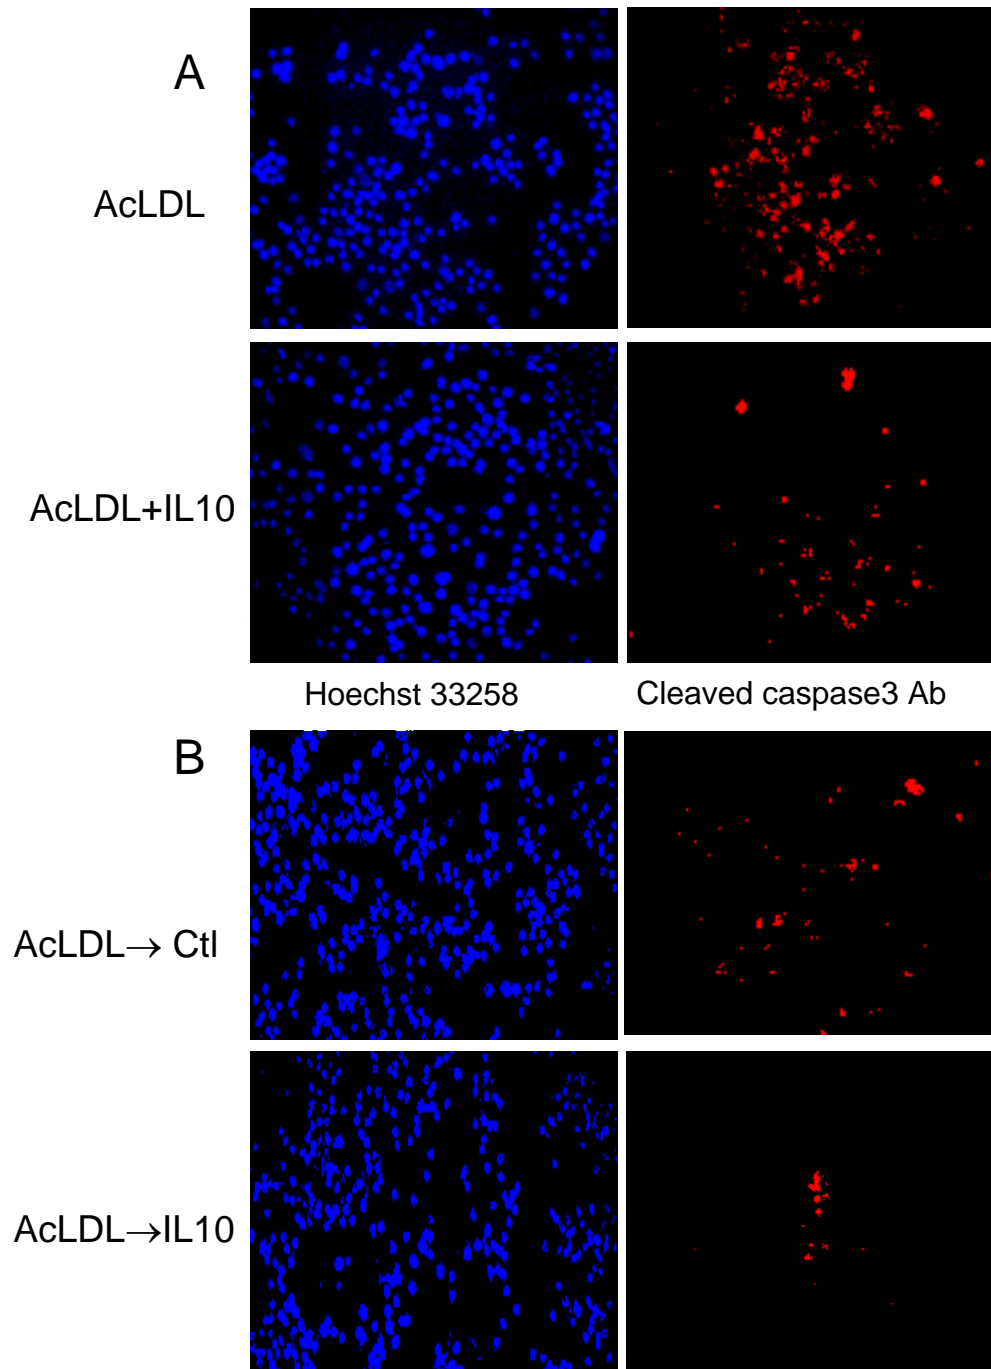 A
AcLDL
AcLDL+IL10
Hoechst 33258
Cleaved caspase3 Ab
B
AcLDL→ Ctl
AcLDL→IL10